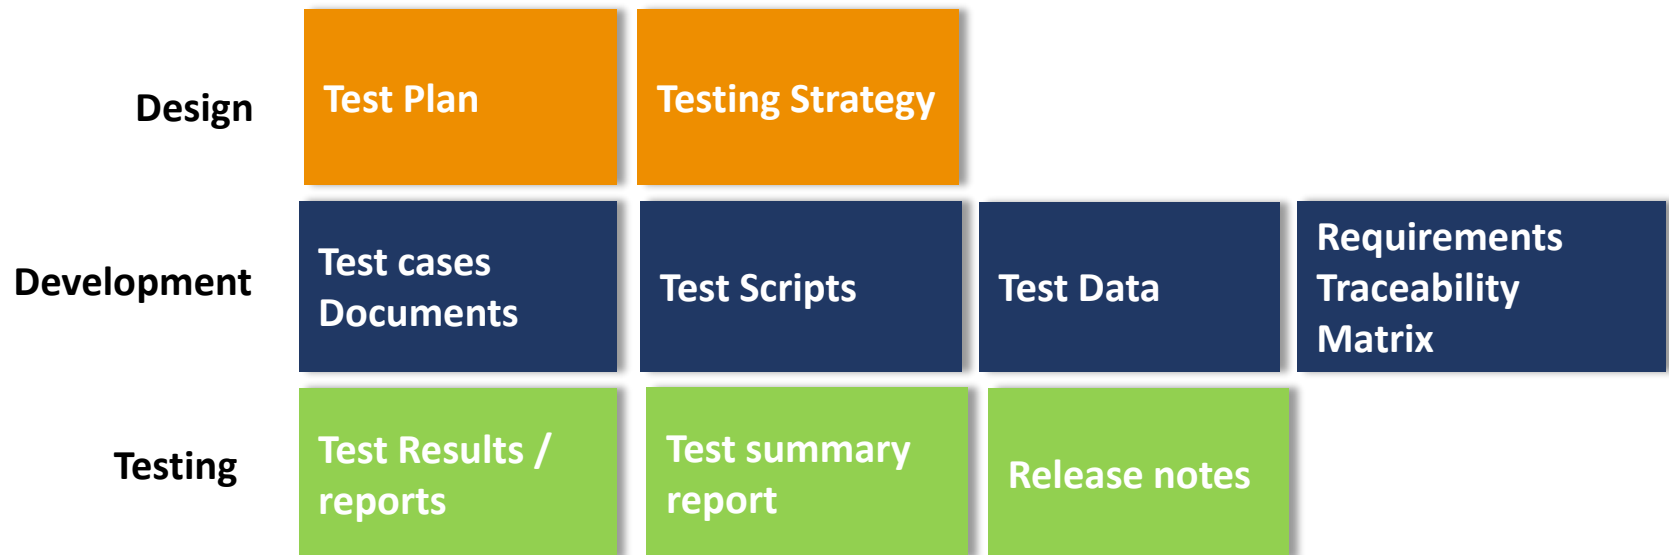 Design
Test Plan
Testing Strategy
Development
Test cases
Documents
Test Scripts
Test Data
Requirements
Traceability
Matrix
Testing
Test Results /
reports
Test summary
report
Release notes